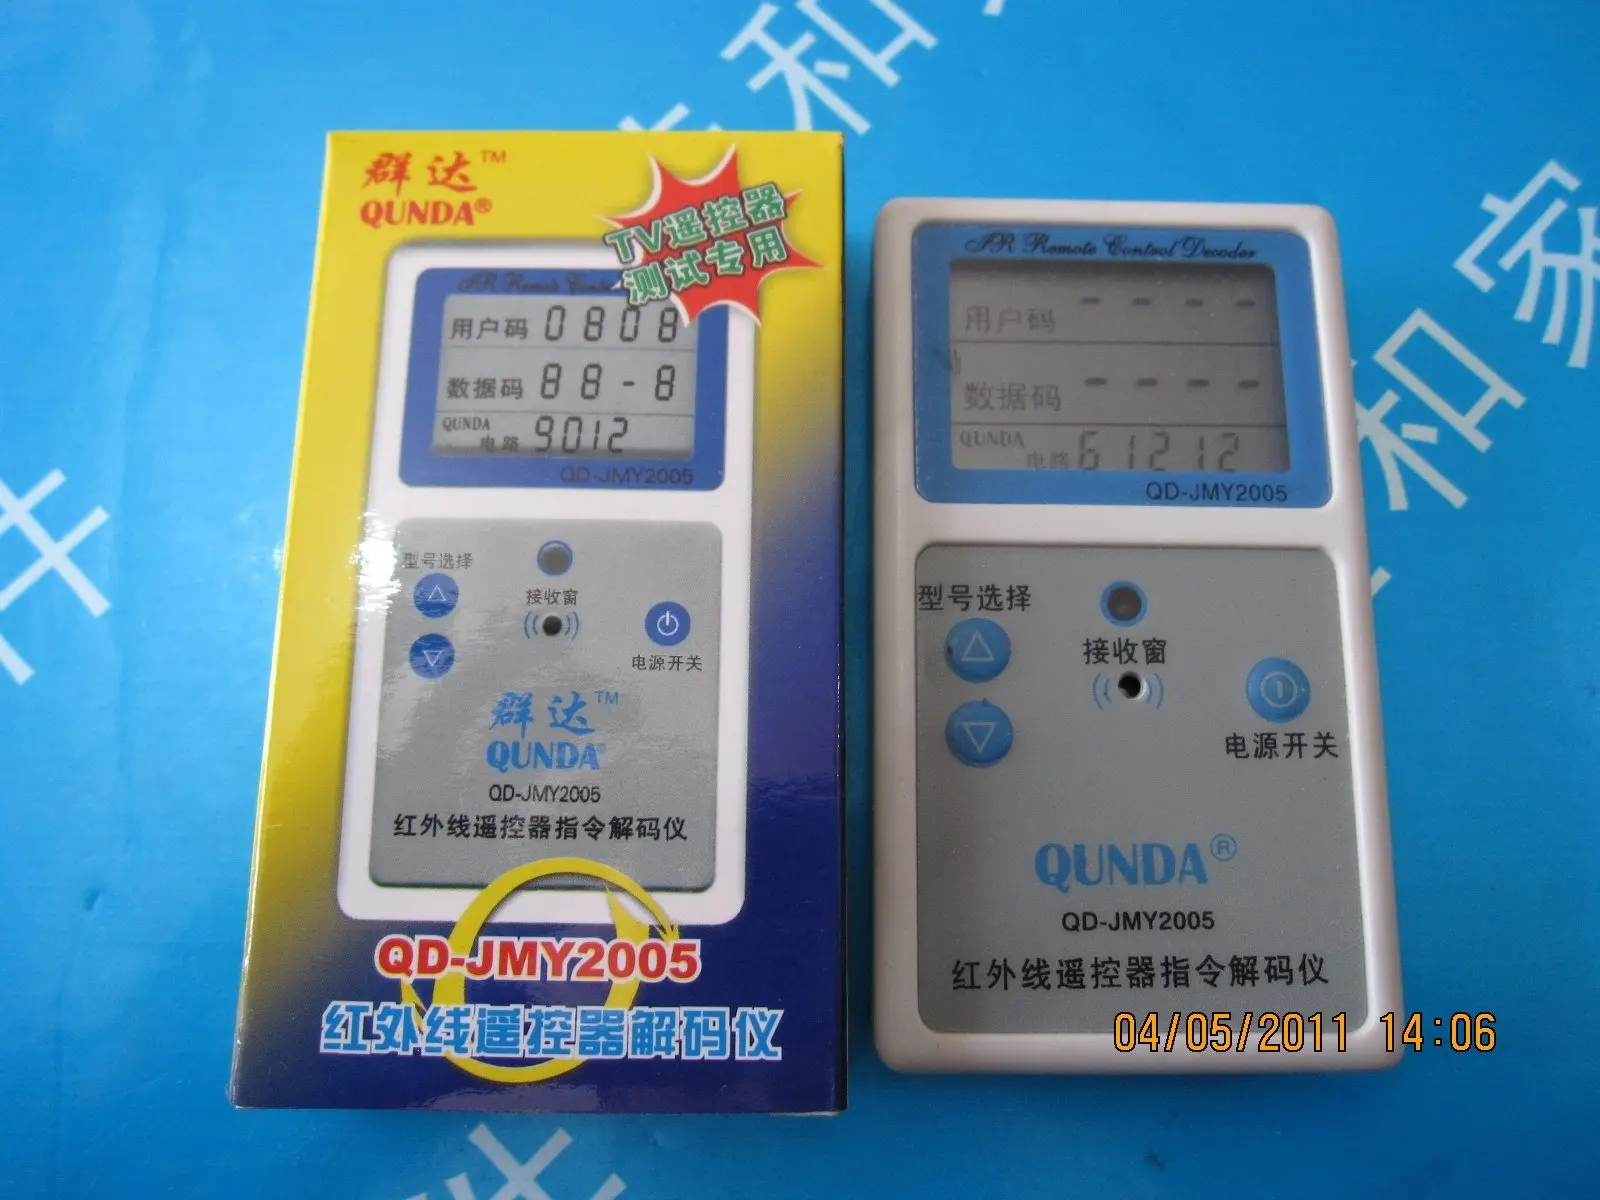 群达™
QUNDA®
TV遥控器
测试专用
用户码 0808
数据码 88-8
QUNDA
电路 9012
QD-JMY2005
型号选择
接收窗
电源开关
群达™
QUNDA
QD-JMY2005
红外线遥控器指令解码仪
QD-JMY2005
红外线遥控器解码仪
IR Remote Control Decoder
用户码 - - - -
数据码 - - - -
QUNDA
电路 61212
QD-JMY2005
型号选择
接收窗
电源开关
QUNDA®
QD-JMY2005
红外线遥控器指令解码仪
04/05/2011 14:06
和家
和
件